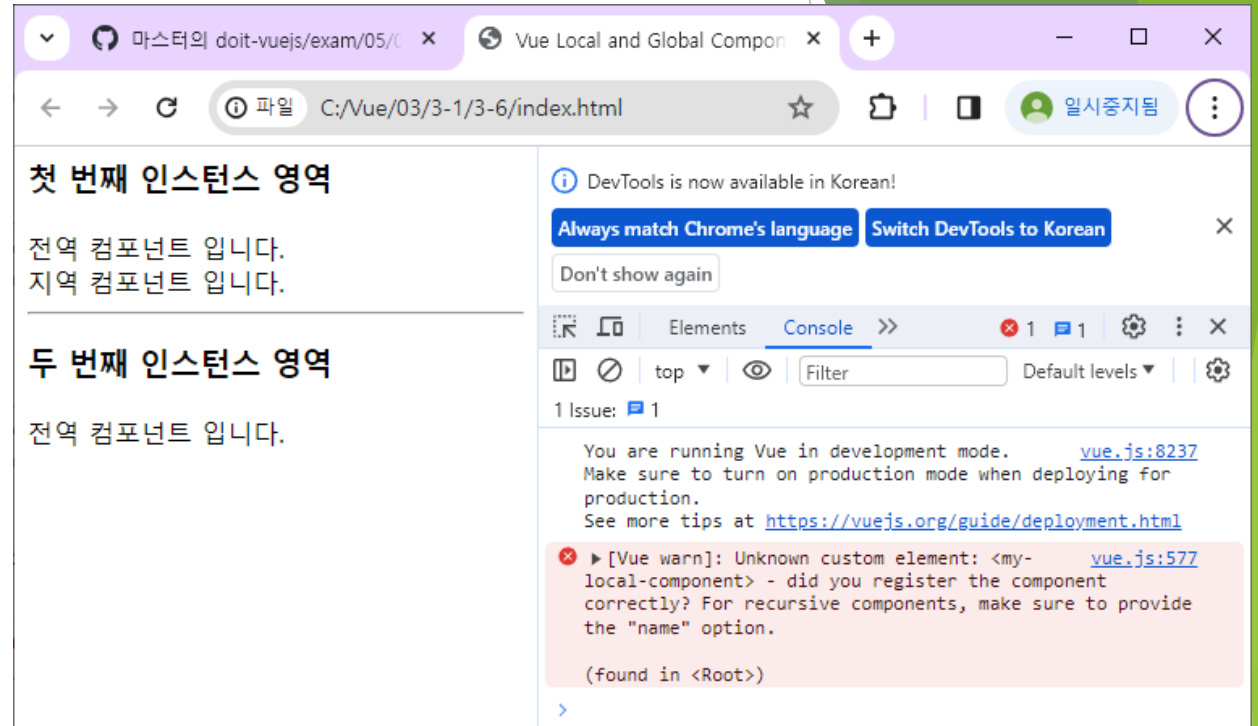 마스터의 doit-vuejs/exam/05/
Vue Local and Global Compon
파일 C:/Vue/03/3-1/3-6/index.html
일시중지됨
첫 번째 인스턴스 영역
전역 컴포넌트 입니다.
지역 컴포넌트 입니다.
두 번째 인스턴스 영역
전역 컴포넌트 입니다.
DevTools is now available in Korean!
Always match Chrome's language Switch DevTools to Korean
Don't show again
Elements Console 1 1
top Filter Default levels
1 Issue: 1
You are running Vue in development mode. vue.js:8237
Make sure to turn on production mode when deploying for
production.
See more tips at https://vuejs.org/guide/deployment.html
[Vue warn]: Unknown custom element: <my- vue.js:577
local-component> - did you register the component
correctly? For recursive components, make sure to provide
the "name" option.
(found in <Root>)